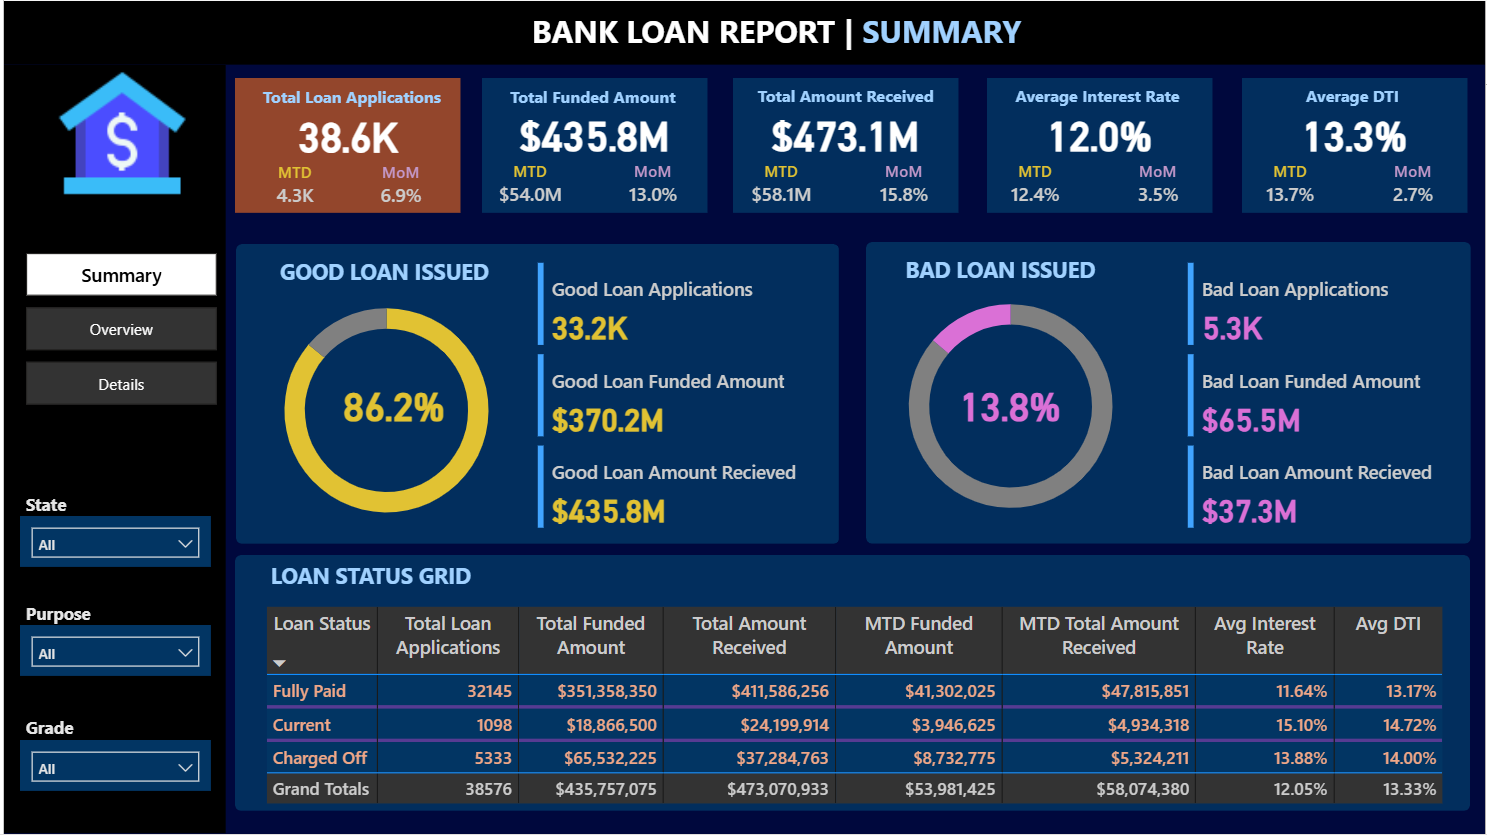 BANK LOAN REPORT | SUMMARY
$
Total Loan Applications
38.6K
MTD MoM
4.3K 6.9%
Total Funded Amount
$435.8M
MTD MoM
$54.0M 13.0%
Total Amount Received
$473.1M
MTD MoM
$58.1M 15.8%
Average Interest Rate
12.0%
MTD MoM
12.4% 3.5%
Average DTI
13.3%
MTD MoM
13.7% 2.7%
Summary
Overview
Details
State
All
Purpose
All
Grade
All
GOOD LOAN ISSUED
86.2%
Good Loan Applications
33.2K
Good Loan Funded Amount
$370.2M
Good Loan Amount Recieved
$435.8M
BAD LOAN ISSUED
13.8%
Bad Loan Applications
5.3K
Bad Loan Funded Amount
$65.5M
Bad Loan Amount Recieved
$37.3M
LOAN STATUS GRID
Loan Status Total Loan Applications Total Funded Amount Total Amount Received MTD Funded Amount MTD Total Amount Received Avg Interest Rate Avg DTI
Fully Paid 32145 $351,358,350 $411,586,256 $41,302,025 $47,815,851 11.64% 13.17%
Current 1098 $18,866,500 $24,199,914 $3,946,625 $4,934,318 15.10% 14.72%
Charged Off 5333 $65,532,225 $37,284,763 $8,732,775 $5,324,211 13.88% 14.00%
Grand Totals 38576 $435,757,075 $473,070,933 $53,981,425 $58,074,380 12.05% 13.33%